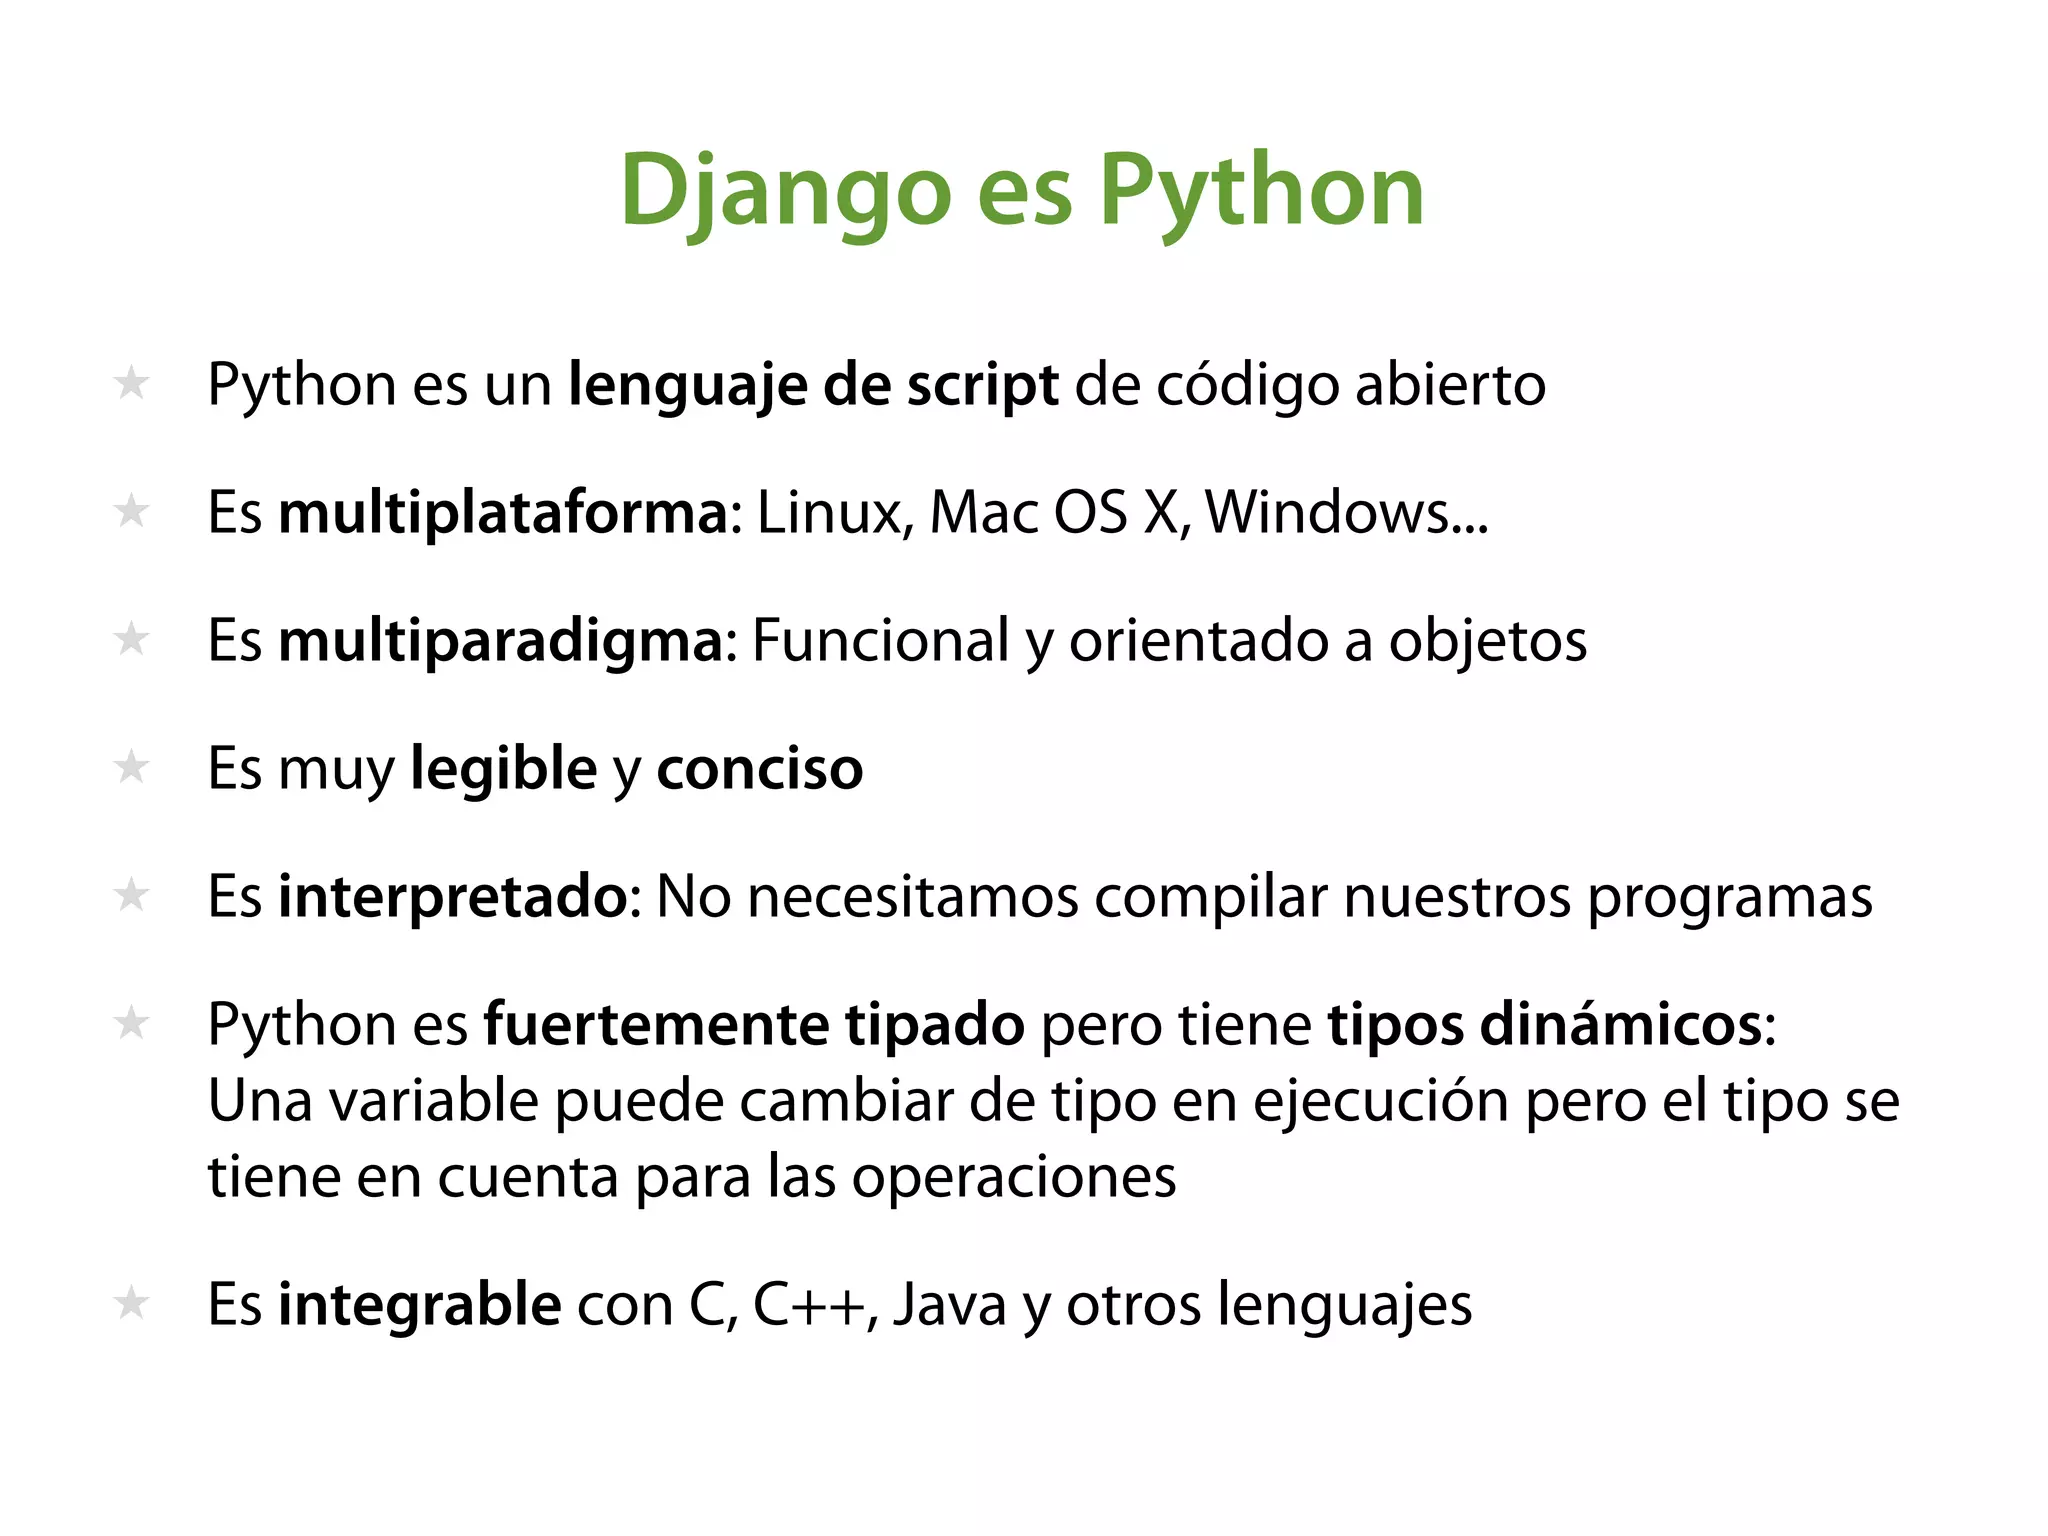 Django es Python
★ Python es un lenguaje de script de código abierto
★ Es multiplataforma: Linux, Mac OS X, Windows...
★ Es multiparadigma: Funcional y orientado a objetos
★ Es muy legible y conciso
★ Es interpretado: No necesitamos compilar nuestros programas
★ Python es fuertemente tipado pero tiene tipos dinámicos:
Una variable puede cambiar de tipo en ejecución pero el tipo se
tiene en cuenta para las operaciones
★ Es integrable con C, C++, Java y otros lenguajes